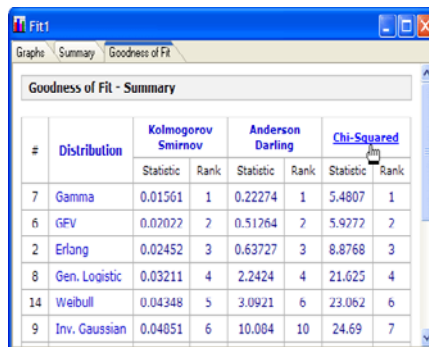 Fit1
Graphs Summary Goodness of Fit
Goodness of Fit - Summary
# Distribution Kolmogorov Smirnov Anderson Darling Chi-Squared
Statistic Rank Statistic Rank Statistic Rank
7 Gamma 0.01561 1 0.22274 1 5.4807 1
6 GEV 0.02022 2 0.51264 2 5.9272 2
2 Erlang 0.02452 3 0.63727 3 8.8768 3
8 Gen. Logistic 0.03211 4 2.2424 4 21.625 4
14 Weibull 0.04348 5 3.0921 6 23.062 6
9 Inv. Gaussian 0.04851 6 10.084 10 24.69 7